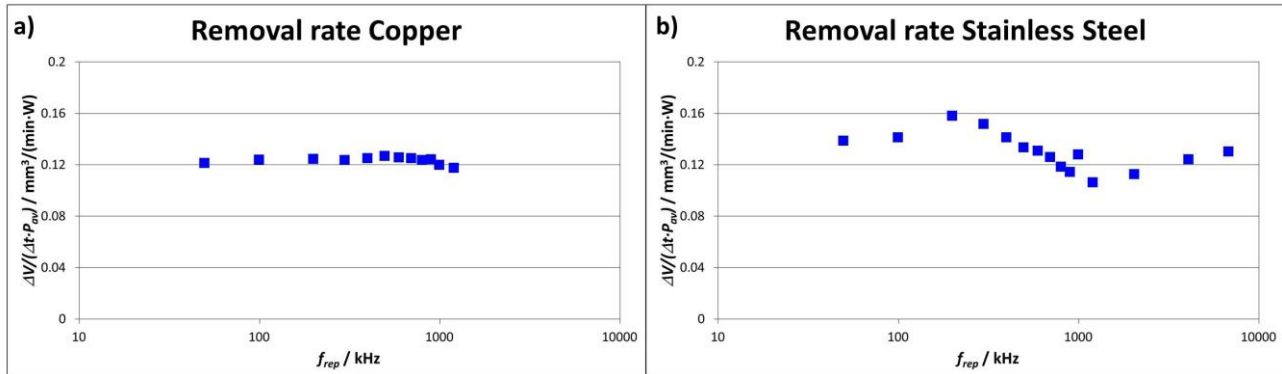 a)
Removal rate Copper
0.2
0.16
0.12
0.08
0.04
0
ΔV/(Δt·Pav) / mm³/(min·W)
10
100
1000
10000
frep / kHz
b)
Removal rate Stainless Steel
0.2
0.16
0.12
0.08
0.04
0
ΔV/(Δt·Pav) / mm³/(min·W)
10
100
1000
10000
frep / kHz